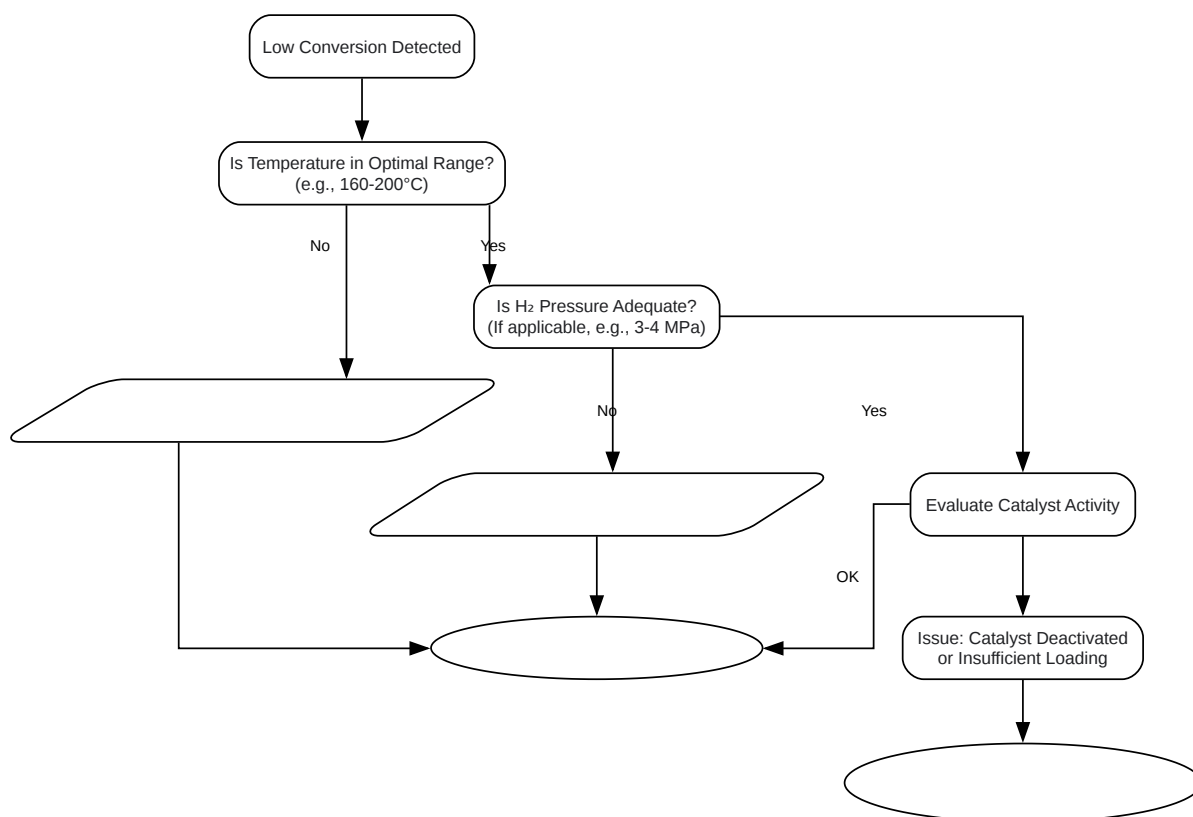 Low Conversion Detected
Is Temperature in Optimal Range?
(e.g., 160-200°C)
No
Yes
Is H₂ Pressure Adequate?
(If applicable, e.g., 3-4 MPa)
No
Yes
Evaluate Catalyst Activity
OK
Issue: Catalyst Deactivated
or Insufficient Loading